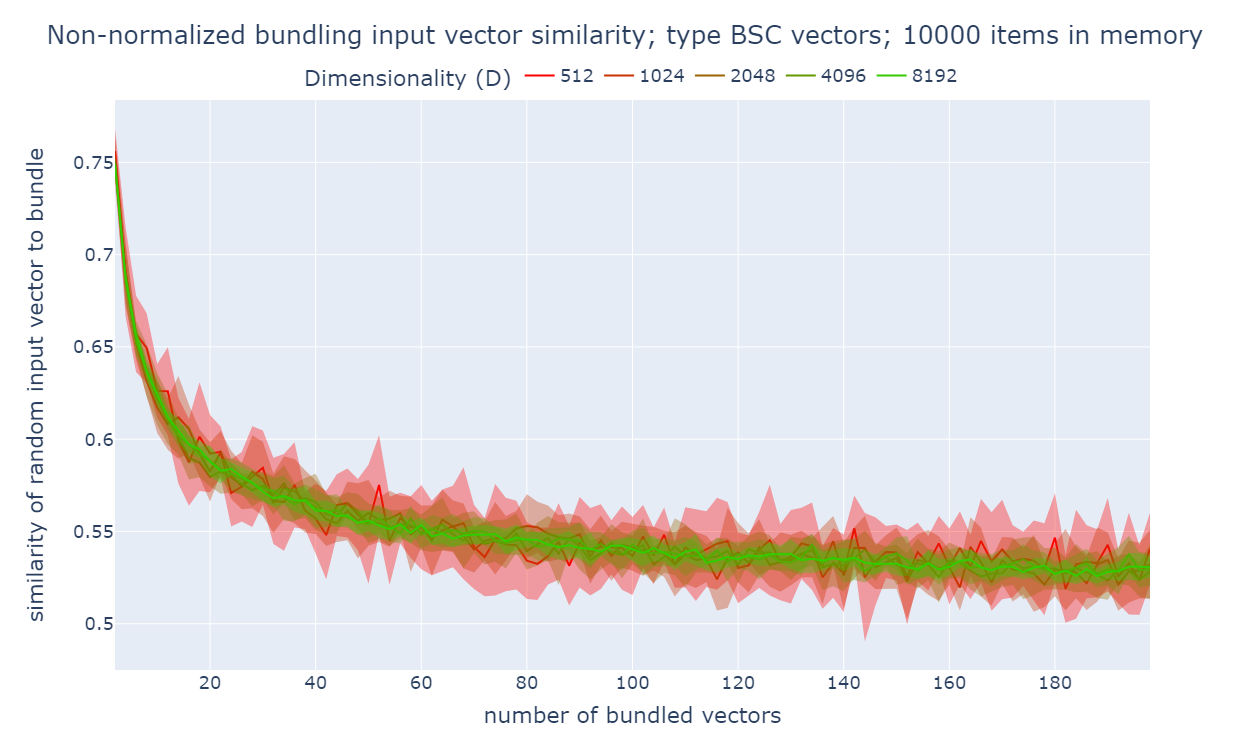 Non-normalized bundling input vector similarity; type BSC vectors; 10000 items in memory
Dimensionality (D) 512 1024 2048 4096 8192
similarity of random input vector to bundle
0.75
0.7
0.65
0.6
0.55
0.5
20 40 60 80 100 120 140 160 180
number of bundled vectors